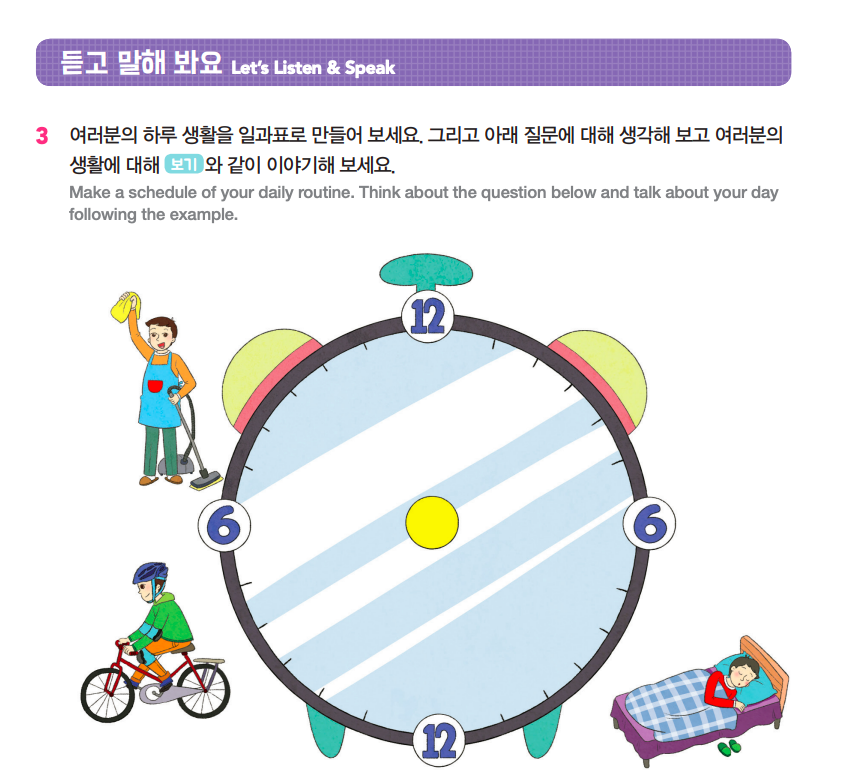 듣고 말해 봐요 Let's Listen & Speak
3 여러분의 하루 생활을 일과표로 만들어 보세요. 그리고 아래 질문에 대해 생각해 보고 여러분의
생활에 대해 보기 와 같이 이야기해 보세요.
Make a schedule of your daily routine. Think about the question below and talk about your day
following the example.
12
6
6
12